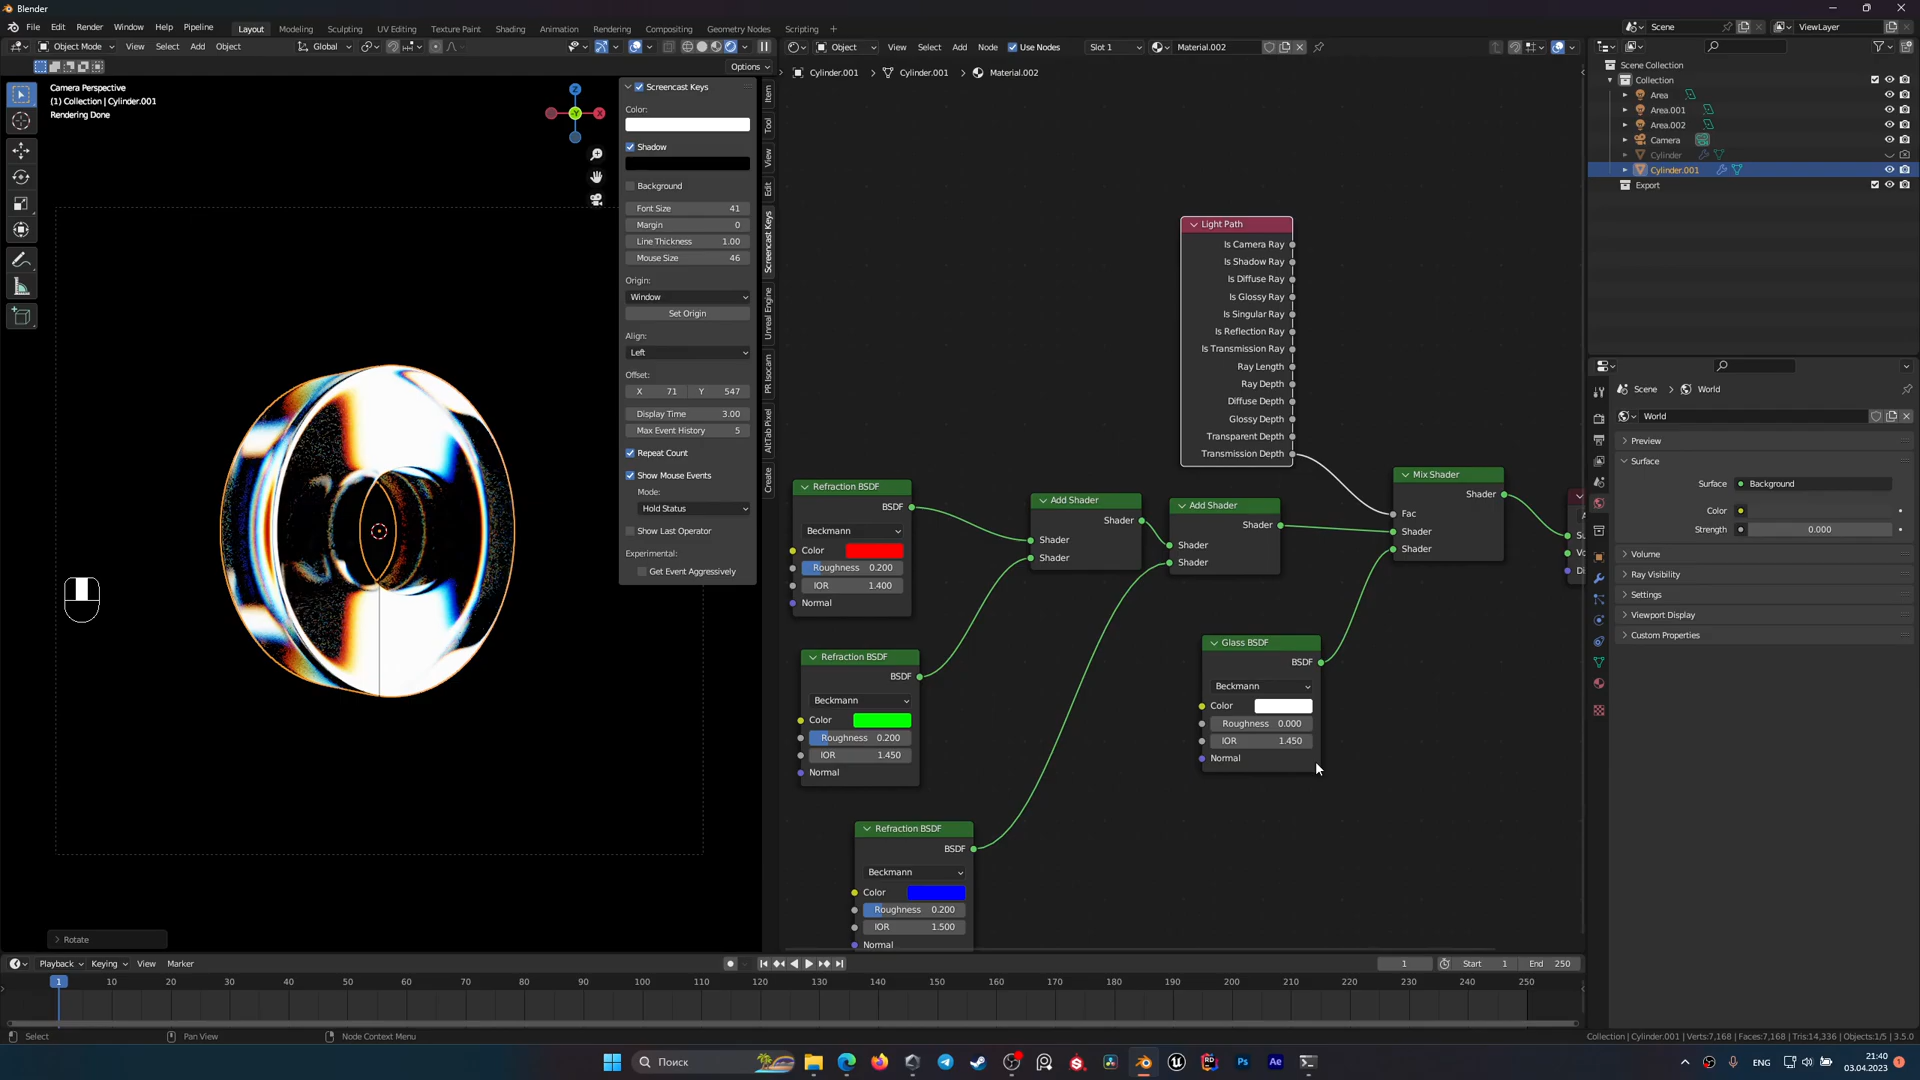 Blender
File Edit Render Window Help Pipeline Layout Modeling Sculpting UV Editing Texture Paint Shading Animation Rendering Compositing Geometry Nodes Scripting + Scene ViewLayer
Object Mode View Select Add Object Global Object View Select Add Node Use Nodes Slot 1 Material.002
Options
Cylinder.001 > Cylinder.001 > Material.002
Camera Perspective
(1) Collection | Cylinder.001
Rendering Done
Screencast Keys
Color:
Shadow
Background
Font Size 41
Margin 0
Line Thickness 1.00
Mouse Size 46
Origin:
Window
Set Origin
Align:
Left
Offset:
X 71 Y 547
Display Time 3.00
Max Event History 5
Repeat Count
Show Mouse Events
Mode:
Hold Status
Show Last Operator
Experimental:
Get Event Aggressively
Item
Tool
View
Edit
Screencast Keys
Unreal Engine
PR Isocam
AltTab Pixel
Create
Z
Y
X
Rotate
Light Path
Is Camera Ray
Is Shadow Ray
Is Diffuse Ray
Is Glossy Ray
Is Singular Ray
Is Reflection Ray
Is Transmission Ray
Ray Length
Ray Depth
Diffuse Depth
Glossy Depth
Transparent Depth
Transmission Depth
Refraction BSDF
BSDF
Beckmann
Color
Roughness 0.200
IOR 1.400
Normal
Refraction BSDF
BSDF
Beckmann
Color
Roughness 0.200
IOR 1.450
Normal
Refraction BSDF
BSDF
Beckmann
Color
Roughness 0.200
IOR 1.500
Normal
Add Shader
Shader
Shader
Shader
Add Shader
Shader
Shader
Shader
Glass BSDF
BSDF
Beckmann
Color
Roughness 0.000
IOR 1.450
Normal
Mix Shader
Shader
Fac
Shader
Shader
Scene Collection
Collection
Area
Area.001
Area.002
Camera
Cylinder
Cylinder.001
Export
Scene > World
World
Preview
Surface
Surface Background
Color
Strength 0.000
Volume
Ray Visibility
Settings
Viewport Display
Custom Properties
Playback Keying View Marker 1 Start 1 End 250
1 10 20 30 40 50 60 70 80 90 100 110 120 130 140 150 160 170 180 190 200 210 220 230 240 250
Select Pan View Node Context Menu Collection | Cylinder.001 | Verts:7,168 | Faces:7,168 | Tris:14,336 | Objects:1/5 | 3.5.0
Поиск ENG 21:40
03.04.2023